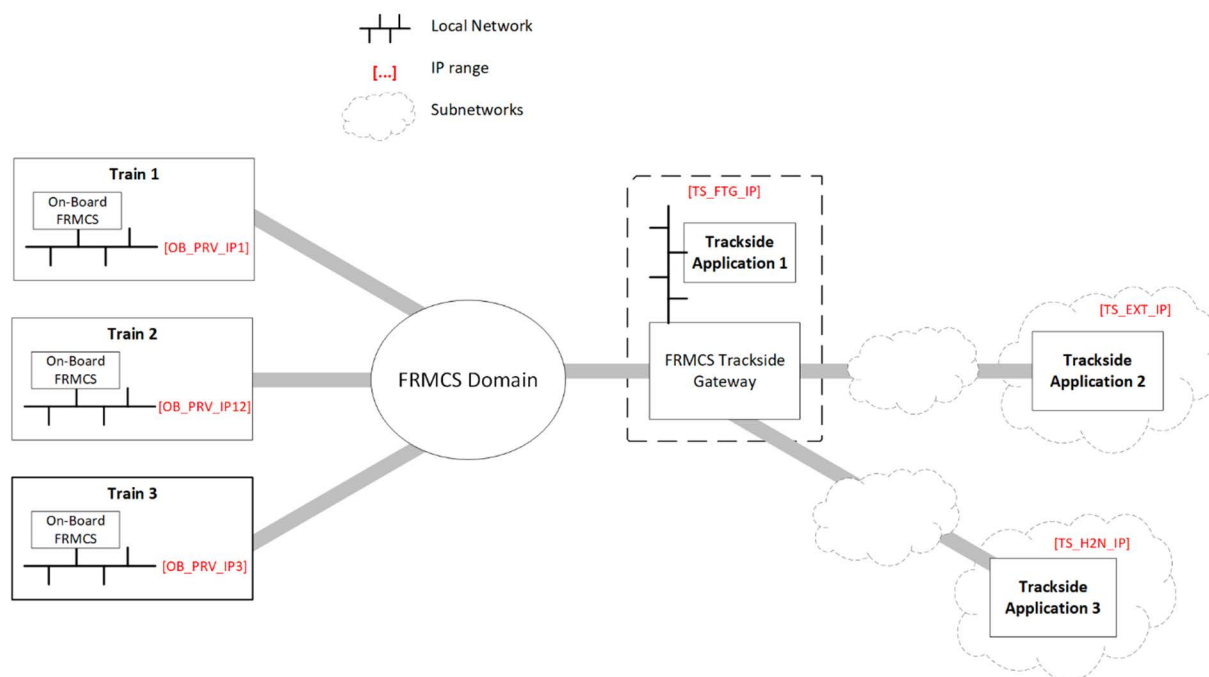 Local Network
[...]
IP range
Subnetworks
Train 1
On-Board
FRMCS
[OB_PRV_IP1]
Train 2
On-Board
FRMCS
[OB_PRV_IP12]
Train 3
On-Board
FRMCS
[OB_PRV_IP3]
FRMCS Domain
[TS_FTG_IP]
Trackside
Application 1
FRMCS Trackside
Gateway
[TS_EXT_IP]
Trackside
Application 2
[TS_H2N_IP]
Trackside
Application 3